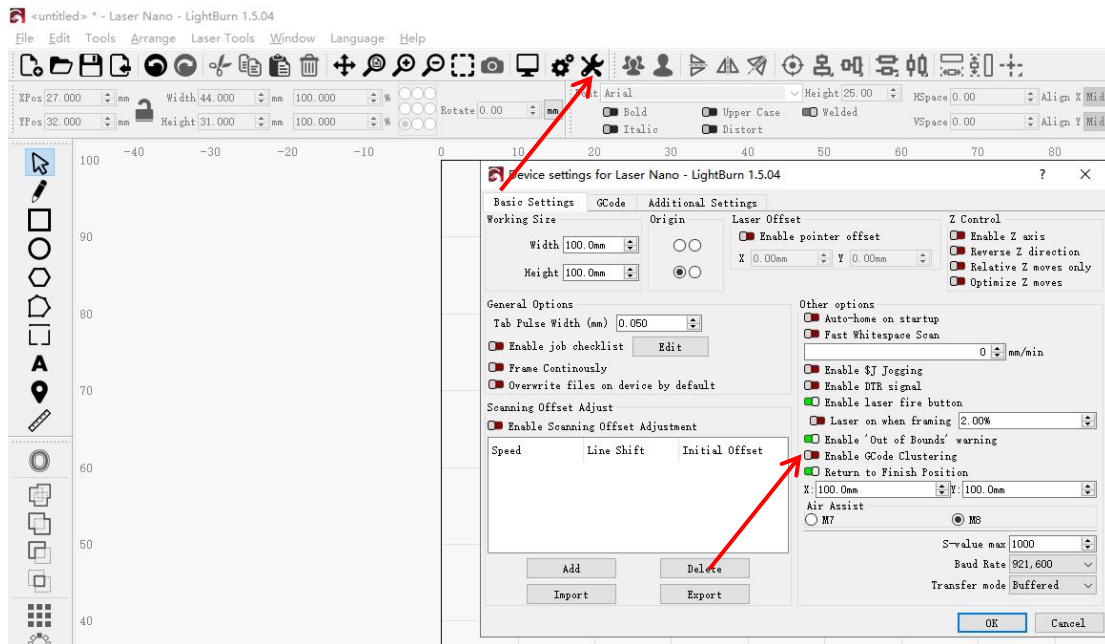 <untitled> * - Laser Nano - LightBurn 1.5.04
File Edit Tools Arrange Laser Tools Window Language Help
XPos 27.000 mm Width 44.000 mm 100.000 %
YPos 32.000 mm Height 31.000 mm 100.000 %
Rotate 0.00 mm
Arial Height 25.00 HSpace 0.00 Align X Mid
Bold Upper Case Welded
Italic Distort VSpace 0.00 Align Y Mid
-40 -30 -20 -10 0 10 20 30 40 50 60 70 80
100
90
80
70
60
50
40
Device settings for Laser Nano - LightBurn 1.5.04 ? ×
Basic Settings GCode Additional Settings
Working Size
Width 100.0mm
Height 100.0mm
Origin
Laser Offset
Enable pointer offset
X 0.00mm Y 0.00mm
Z Control
Enable Z axis
Reverse Z direction
Relative Z moves only
Optimize Z moves
General Options
Tab Pulse Width (mm) 0.050
Enable job checklist Edit
Frame Continously
Overwrite files on device by default
Scanning Offset Adjust
Enable Scanning Offset Adjustment
Speed Line Shift Initial Offset
Add Delete
Import Export
Other options
Auto-home on startup
Fast Whitespace Scan
0 mm/min
Enable $J Jogging
Enable DTR signal
Enable laser fire button
Laser on when framing 2.00%
Enable 'Out of Bounds' warning
Enable GCode Clustering
Return to Finish Position
X: 100.0mm Y: 100.0mm
Air Assist
M7 M8
S-value max 1000
Baud Rate 921,600
Transfer mode Buffered
OK Cancel